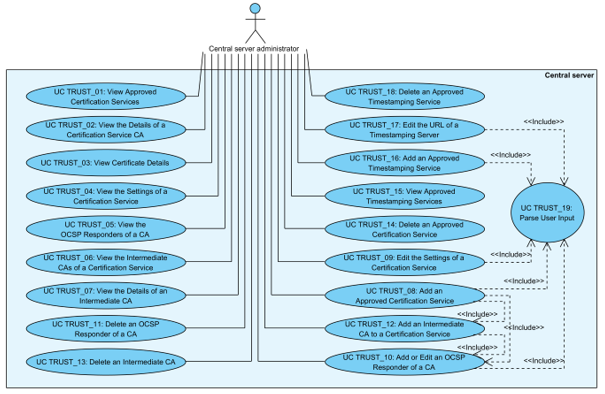 Central server administrator
Central server
UC TRUST_01: View Approved
Certification Services
UC TRUST_02: View the Details of a
Certification Service CA
UC TRUST_03: View Certificate Details
UC TRUST_04: View the Settings of a
Certification Service
UC TRUST_05: View the
OCSP Responders of a CA
UC TRUST_06: View the Intermediate
CAs of a Certification Service
UC TRUST_07: View the Details of an
Intermediate CA
UC TRUST_11: Delete an OCSP
Responder of a CA
UC TRUST_13: Delete an Intermediate CA
UC TRUST_18: Delete an Approved
Timestamping Service
UC TRUST_17: Edit the URL of a
Timestamping Server
UC TRUST_16: Add an Approved
Timestamping Service
UC TRUST_15: View Approved
Timestamping Services
UC TRUST_14: Delete an Approved
Certification Service
UC TRUST_09: Edit the Settings of a
Certification Service
UC TRUST_08: Add an
Approved Certification Service
UC TRUST_12: Add an Intermediate
CA to a Certification Service
UC TRUST_10: Add or Edit an OCSP
Responder of a CA
<<Include>>
<<Include>>
UC TRUST_19:
Parse User Input
<<Include>>
<<Include>>
<<Include>>
<<Include>>
<<Include>>